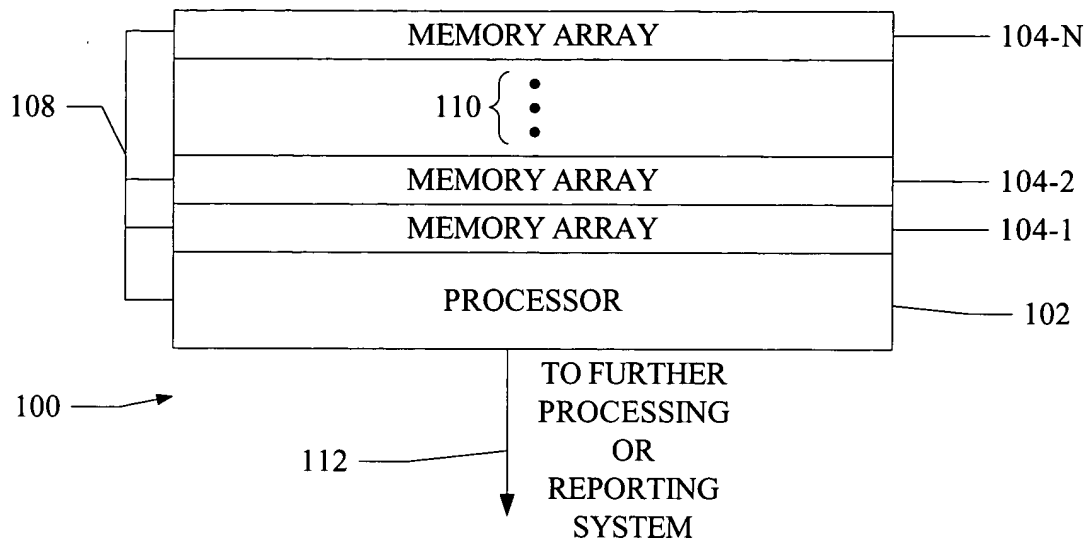 MEMORY ARRAY 104-N
108
110
MEMORY ARRAY 104-2
MEMORY ARRAY 104-1
PROCESSOR 102
100
112
TO FURTHER
PROCESSING
OR
REPORTING
SYSTEM